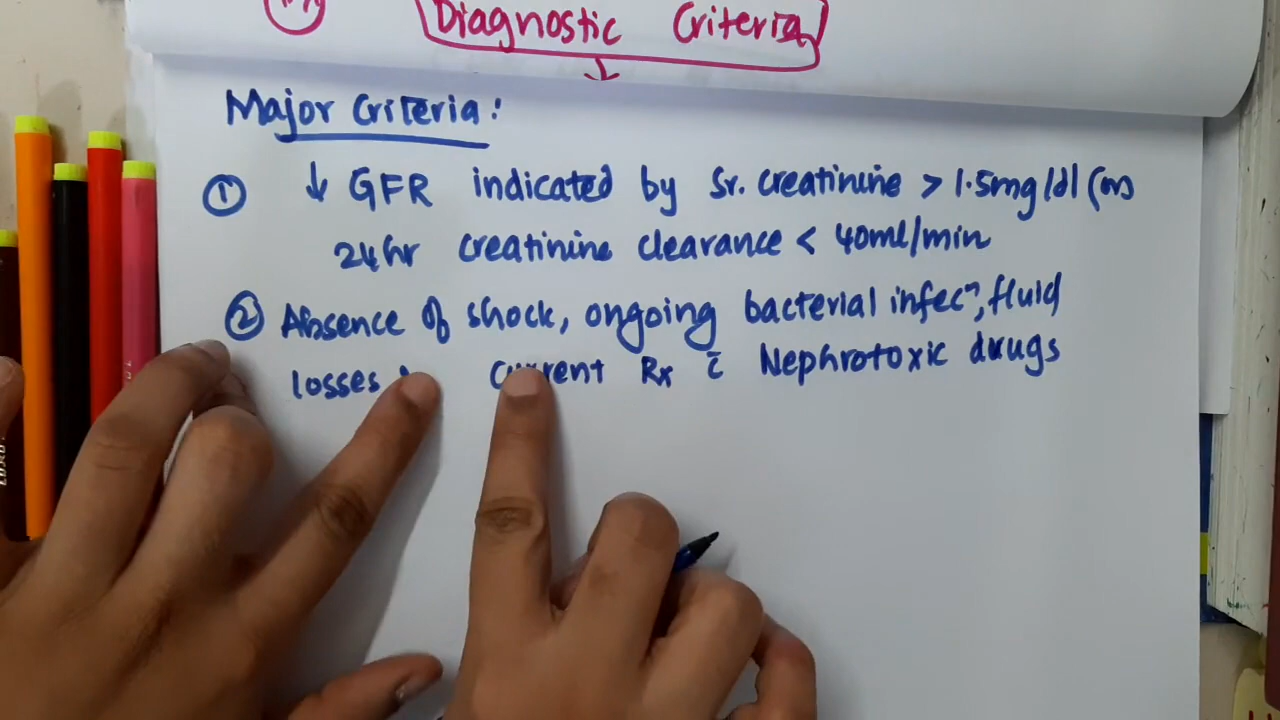 Diagnostic Criteria
↓
Major Criteria:
① ↓ GFR indicated by Sr. creatinine > 1.5mg/dl (or)
24hr creatinine clearance < 40ml/min
② Absence of shock, ongoing bacterial infecⁿ, fluid
losses current Rx c̄ Nephrotoxic drugs